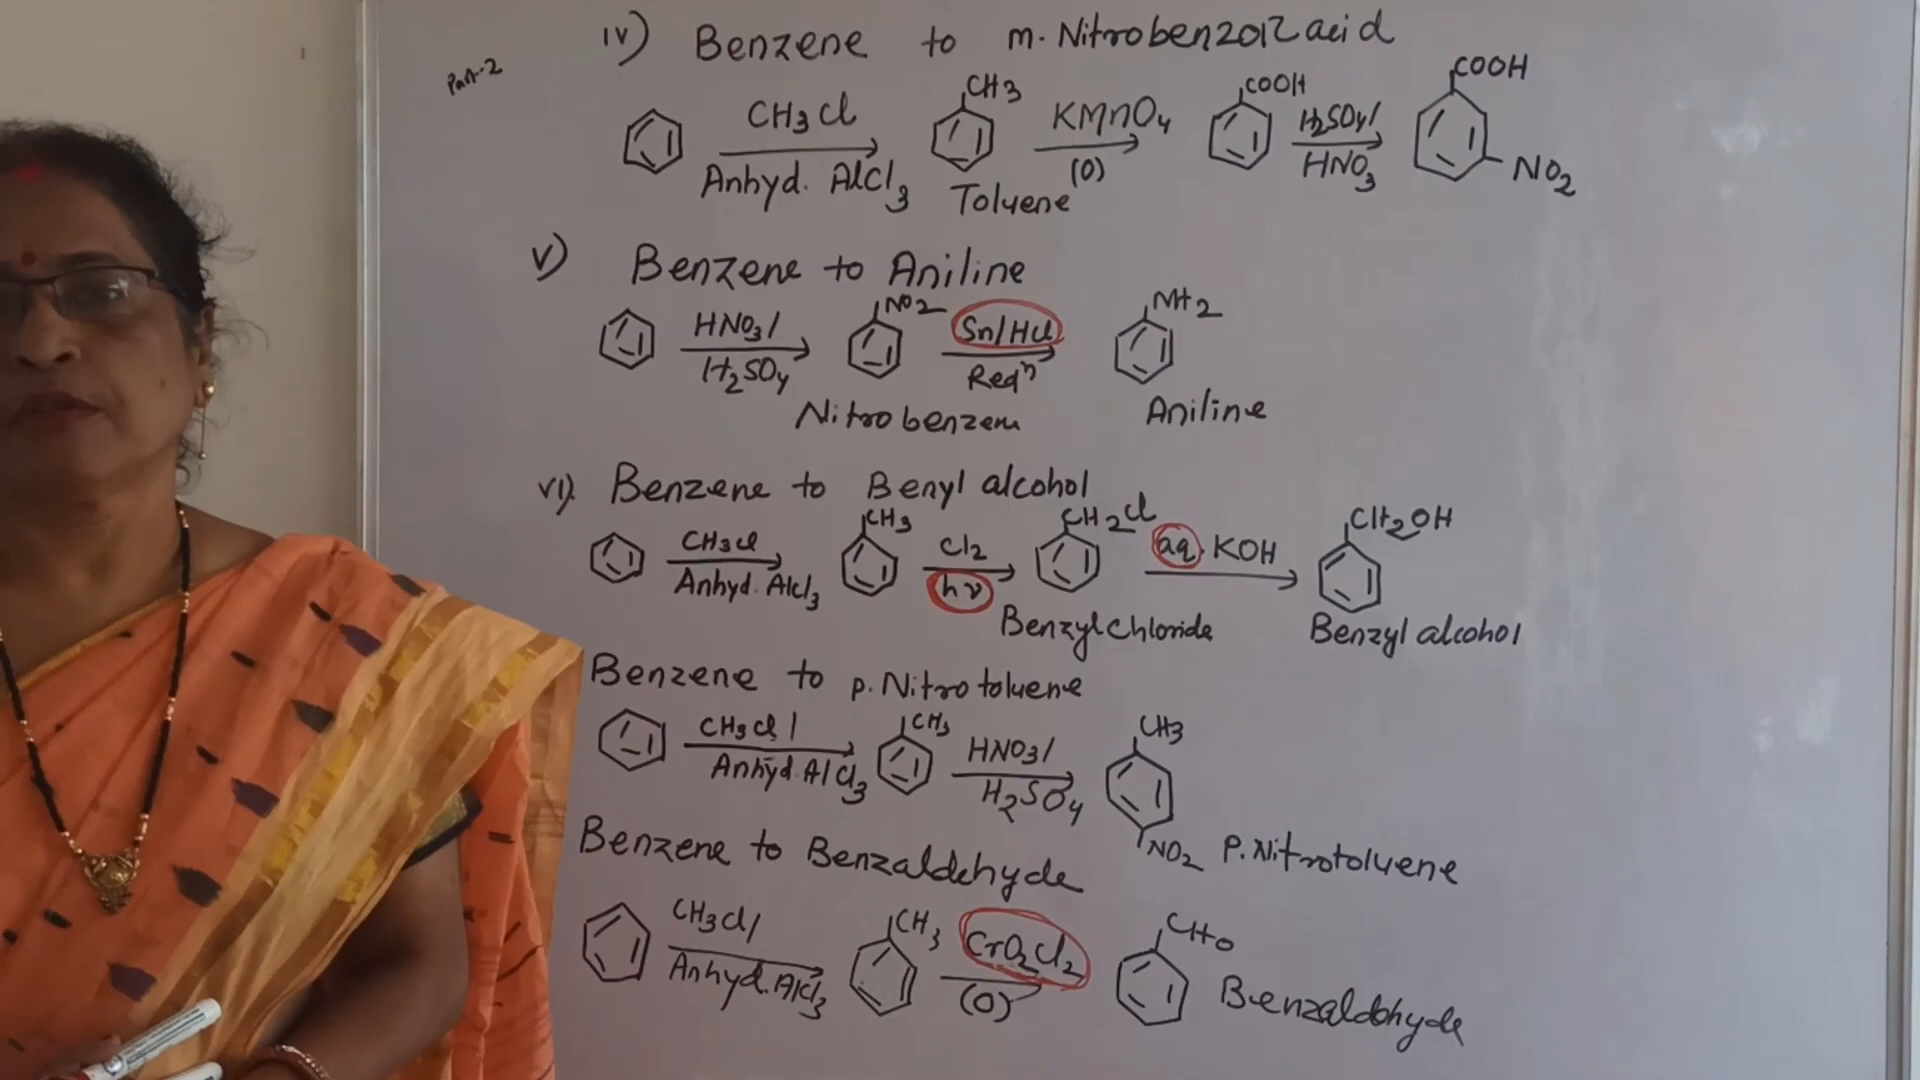 Part-2
iv) Benzene to m.Nitrobenzoic acid
CH3Cl
Anhyd. AlCl3
CH3
Toluene
KMnO4
(O)
COOH
H2SO4/
HNO3
COOH
NO2
v) Benzene to Aniline
HNO3/
H2SO4
NO2
Nitrobenzene
Sn/HCl
Redⁿ
NH2
Aniline
vi). Benzene to Benyl alcohol
CH3Cl
Anhyd. AlCl3
CH3
Cl2
hν
CH2Cl
Benzyl Chloride
aq. KOH
CH2OH
Benzyl alcohol
Benzene to p.Nitrotoluene
CH3Cl/
Anhyd. AlCl3
CH3
HNO3/
H2SO4
CH3
NO2
P.Nitrotoluene
Benzene to Benzaldehyde
CH3Cl/
Anhyd. AlCl3
CH3
CrO2Cl2
(O)
CHO
Benzaldehyde